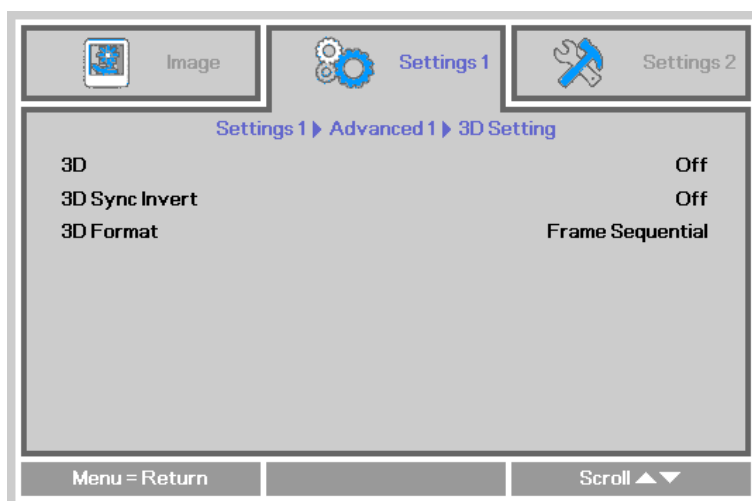 Image Settings 1 Settings 2
Settings 1 ▶ Advanced 1 ▶ 3D Setting
3D Off
3D Sync Invert Off
3D Format Frame Sequential
Menu = Return Scroll ▲▼